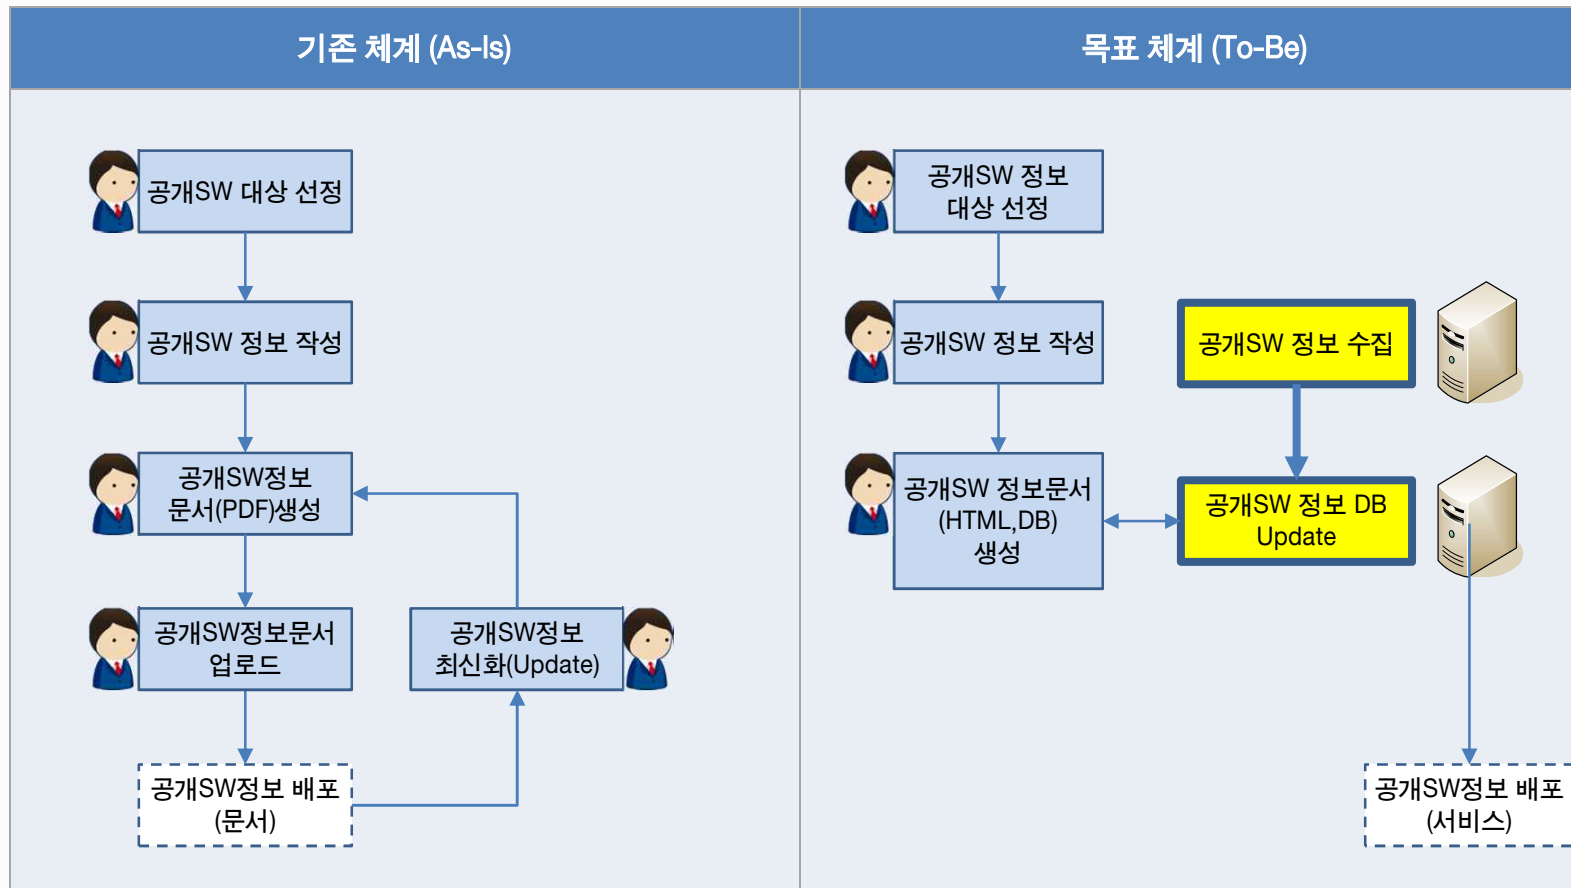 기존 체계 (As-Is)
공개SW 대상 선정
공개SW 정보 작성
공개SW정보
문서(PDF)생성
공개SW정보문서
업로드
공개SW정보
최신화(Update)
공개SW정보 배포
(문서)
목표 체계 (To-Be)
공개SW 정보
대상 선정
공개SW 정보 작성
공개SW 정보 수집
공개SW 정보문서
(HTML,DB)
생성
공개SW 정보 DB
Update
공개SW정보 배포
(서비스)